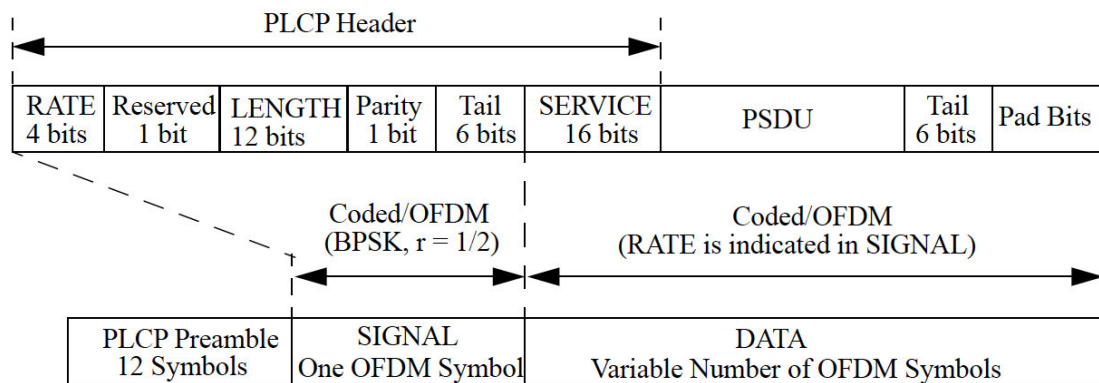 PLCP Header
RATE Reserved LENGTH Parity Tail SERVICE PSDU Tail Pad Bits
4 bits 1 bit 12 bits 1 bit 6 bits 16 bits 6 bits
Coded/OFDM Coded/OFDM
(BPSK, r = 1/2) (RATE is indicated in SIGNAL)
PLCP Preamble SIGNAL DATA
12 Symbols One OFDM Symbol Variable Number of OFDM Symbols